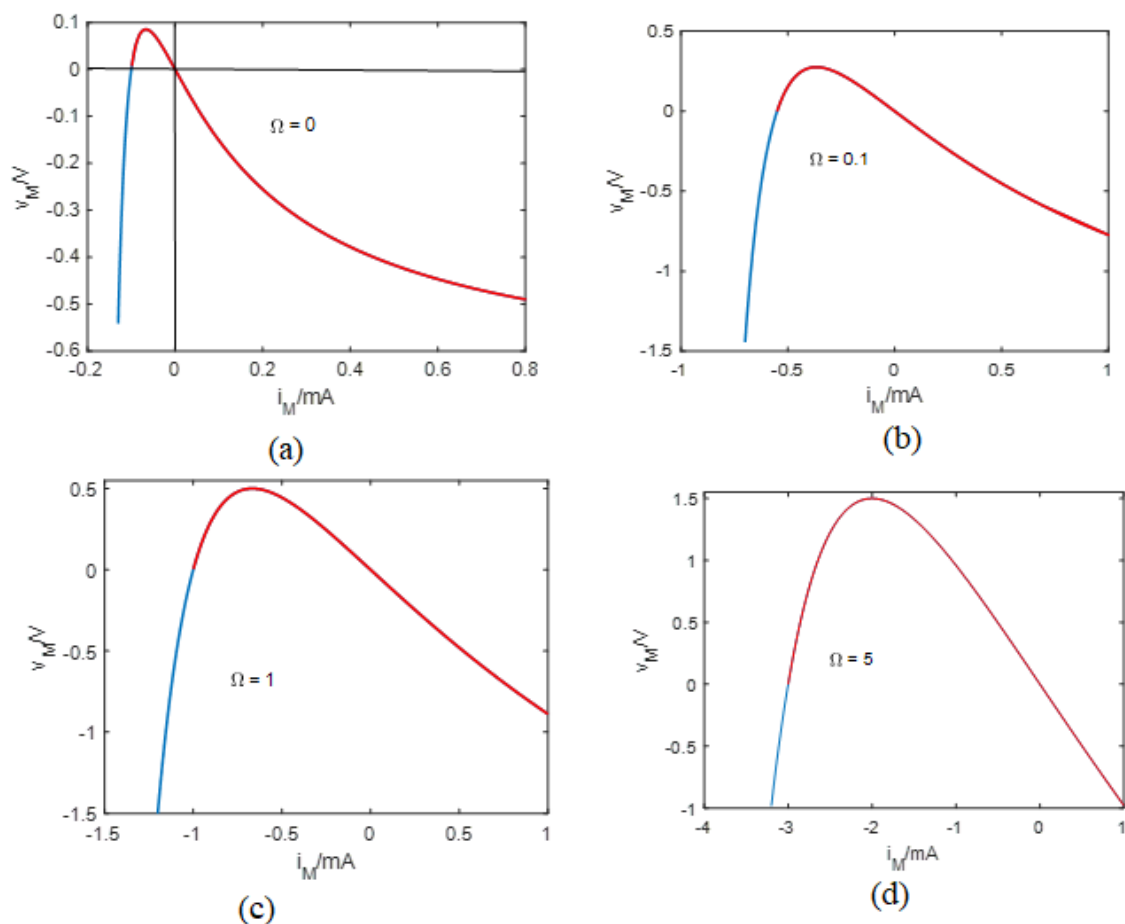 0.1
0
-0.1
-0.2
-0.3
-0.4
-0.5
-0.6
v_M/V
Ω = 0
-0.2 0 0.2 0.4 0.6 0.8
i_M/mA
(a)
0.5
0
-0.5
-1
-1.5
v_M/V
Ω = 0.1
-1 -0.5 0 0.5 1
i_M/mA
(b)
0.5
0
-0.5
-1
-1.5
v_M/V
Ω = 1
-1.5 -1 -0.5 0 0.5 1
i_M/mA
(c)
1.5
1
0.5
0
-0.5
-1
v_M/V
Ω = 5
-4 -3 -2 -1 0 1
i_M/mA
(d)